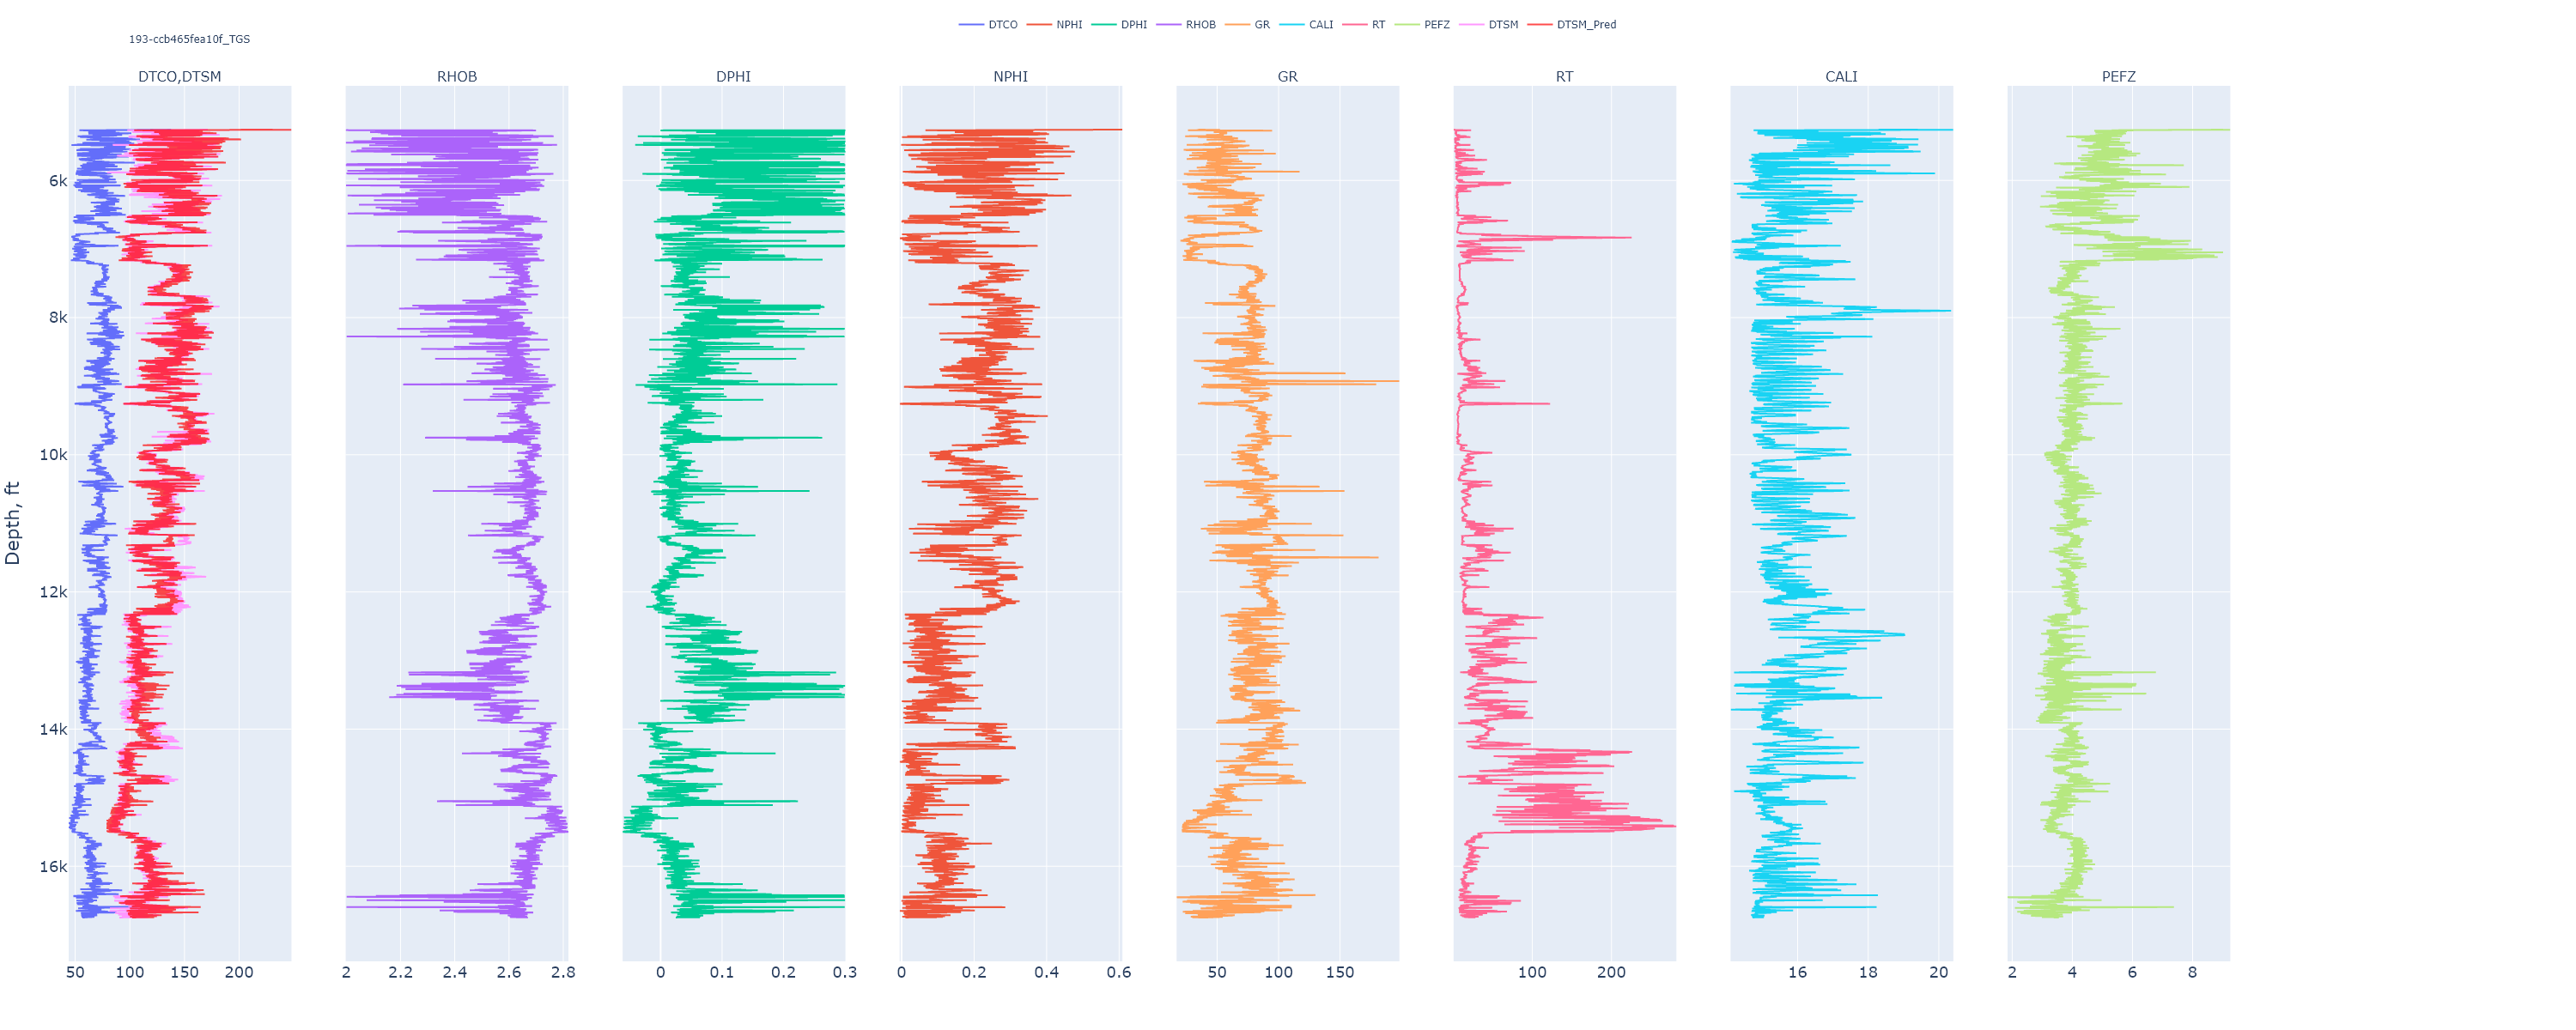 DTCO NPHI DPHI RHOB GR CALI RT PEFZ DTSM DTSM_Pred
193-ccb465fea10f_TGS
DTCO,DTSM RHOB DPHI NPHI GR RT CALI PEFZ
Depth, ft
6k
8k
10k
12k
14k
16k
50 100 150 200 2 2.2 2.4 2.6 2.8 0 0.1 0.2 0.3 0 0.2 0.4 0.6 50 100 150 100 200 16 18 20 2 4 6 8